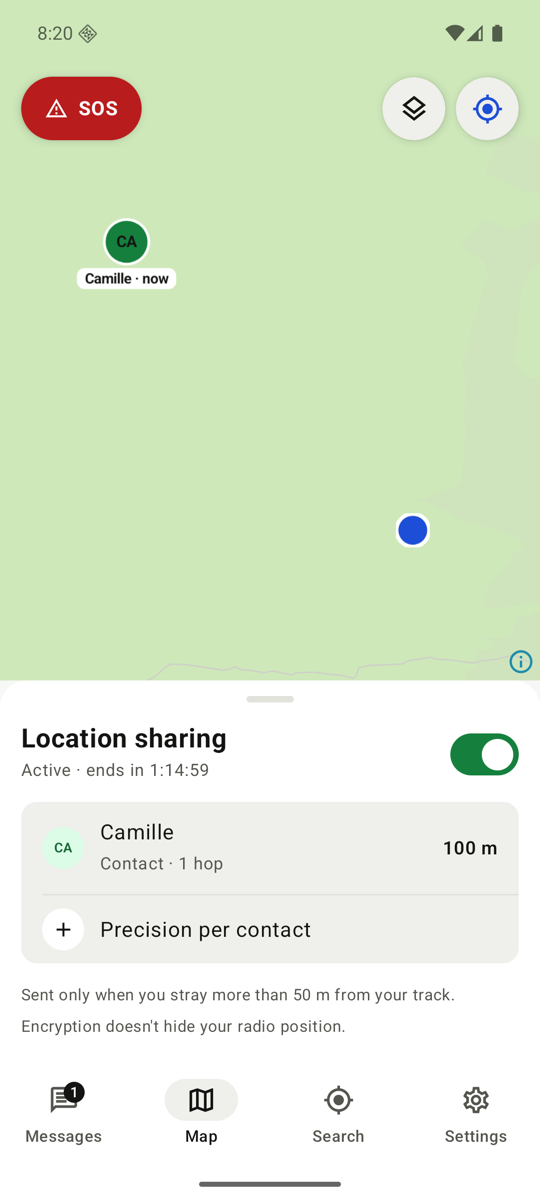 8:20
SOS
CA
Camille · now
Location sharing
Active · ends in 1:14:59
CA
Camille
Contact · 1 hop
100 m
Precision per contact
Sent only when you stray more than 50 m from your track.
Encryption doesn't hide your radio position.
1
Messages
Map
Search
Settings